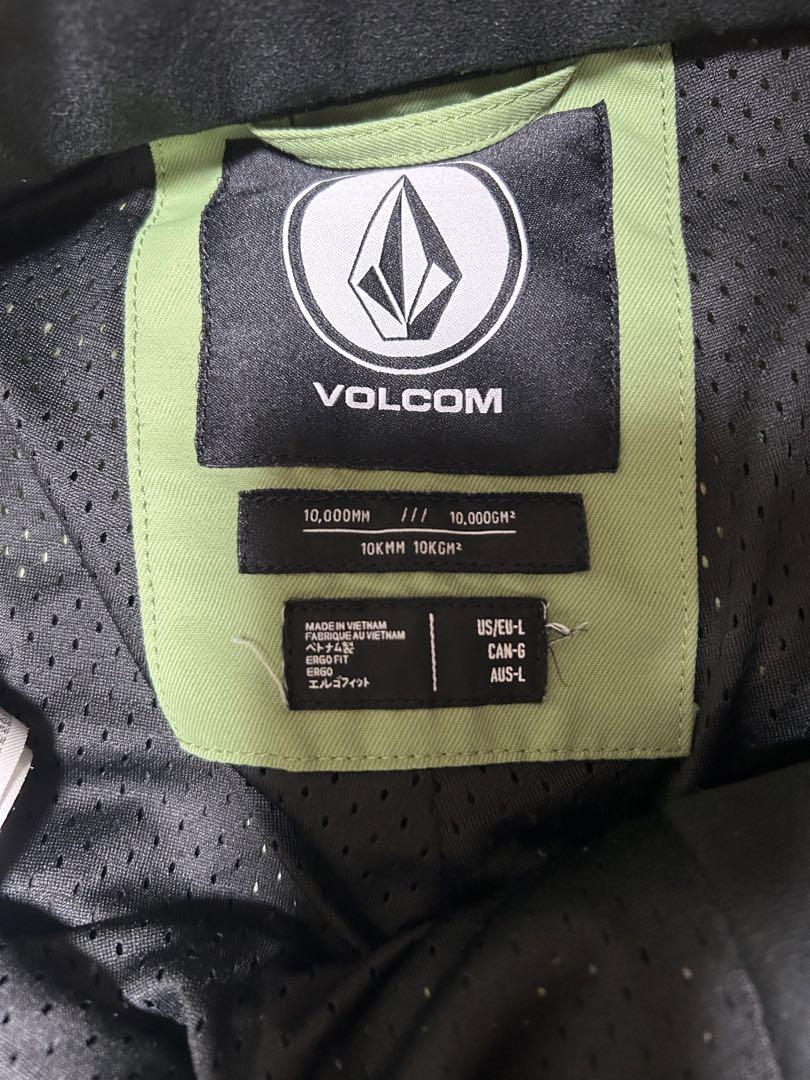 VOLCOM
10,000MM /// 10,000GM²
10KMM 10KGM²
MADE IN VIETNAM
FABRIQUE AU VIETNAM
ベトナム製
ERGO FIT
ERGO
エルゴフィット
US/EU-L
CAN-G
AUS-L